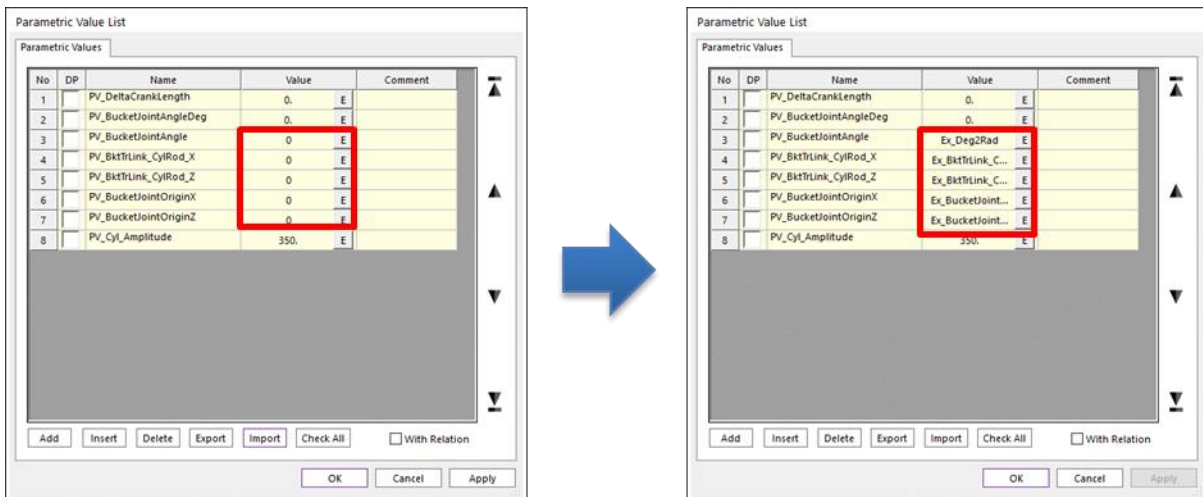 Parametric Value List
Parametric Values
No DP Name Value Comment
1 PV_DeltaCrankLength 0. E
2 PV_BucketJointAngleDeg 0. E
3 PV_BucketJointAngle 0 E
4 PV_BktTrLink_CylRod_X 0 E
5 PV_BktTrLink_CylRod_Z 0 E
6 PV_BucketJointOriginX 0 E
7 PV_BucketJointOriginZ 0 E
8 PV_Cyl_Amplitude 350. E
Add Insert Delete Export Import Check All With Relation
OK Cancel Apply
Parametric Value List
Parametric Values
No DP Name Value Comment
1 PV_DeltaCrankLength 0. E
2 PV_BucketJointAngleDeg 0. E
3 PV_BucketJointAngle Ex_Deg2Rad E
4 PV_BktTrLink_CylRod_X Ex_BktTrLink_C... E
5 PV_BktTrLink_CylRod_Z Ex_BktTrLink_C... E
6 PV_BucketJointOriginX Ex_BucketJoint... E
7 PV_BucketJointOriginZ Ex_BucketJoint... E
8 PV_Cyl_Amplitude 350. E
Add Insert Delete Export Import Check All With Relation
OK Cancel Apply